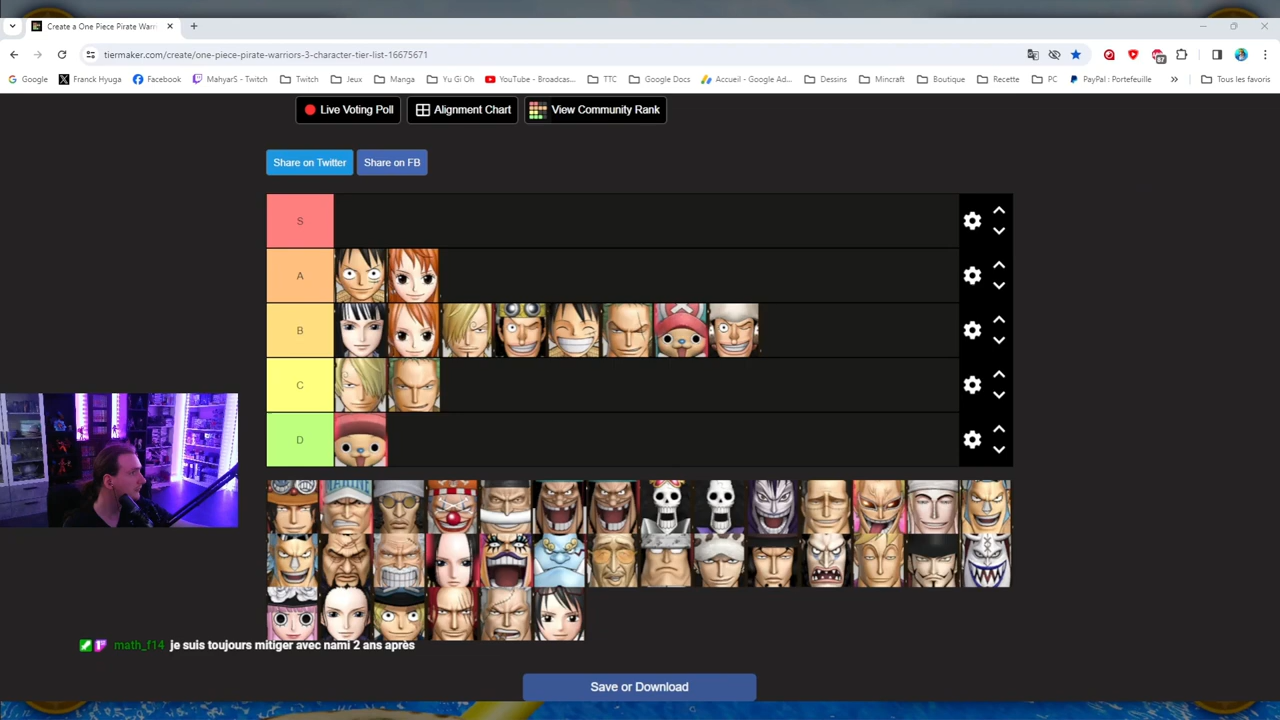 Create a One Piece Pirate Warri
tiermaker.com/create/one-piece-pirate-warriors-3-character-tier-list-16675671
Google Franck Hyuga Facebook MahyarS - Twitch Twitch Jeux Manga Yu Gi Oh YouTube - Broadcas... TTC Google Docs Accueil - Google Ad... Dessins Mincraft Boutique Recette PC PayPal : Portefeuille Tous les favoris
Live Voting Poll Alignment Chart View Community Rank
Share on Twitter Share on FB
S
A
B
C
D
math_f14 je suis toujours mitiger avec nami 2 ans après
Save or Download